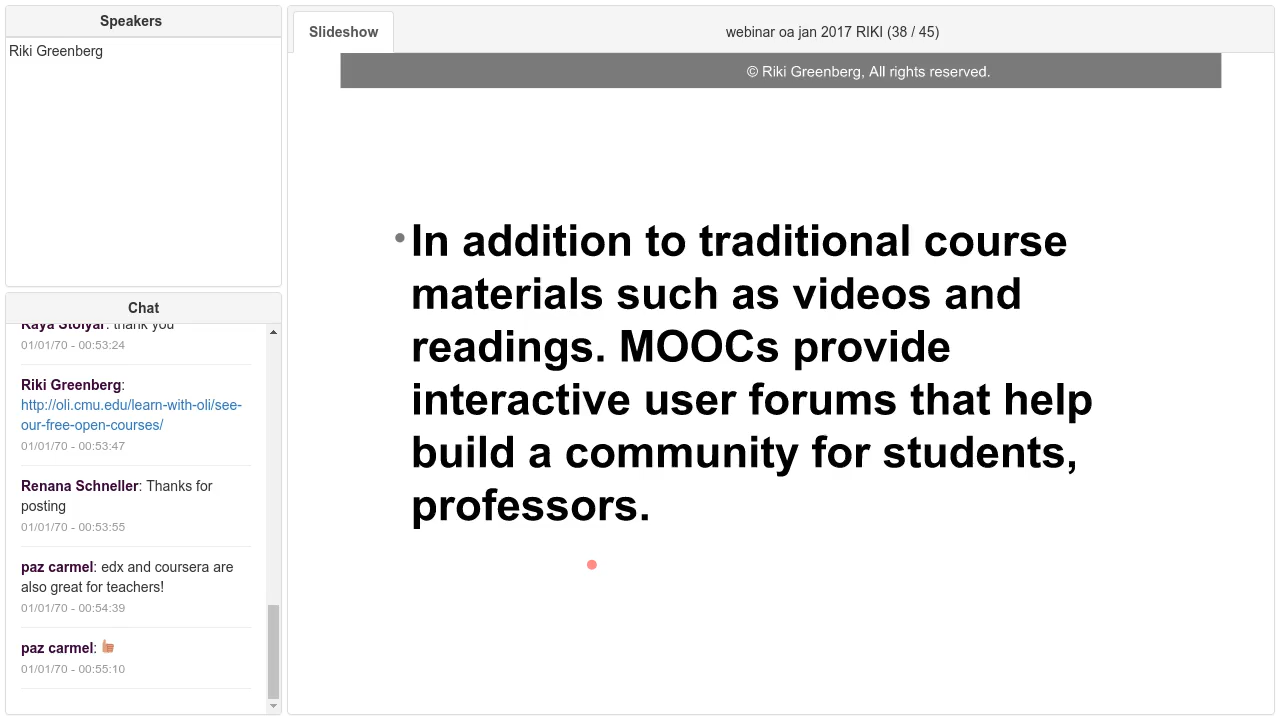 Speakers
Riki Greenberg
Chat
Raya Stolyar: thank you
01/01/70 - 00:53:24
Riki Greenberg:
http://oli.cmu.edu/learn-with-oli/see-
our-free-open-courses/
01/01/70 - 00:53:47
Renana Schneller: Thanks for
posting
01/01/70 - 00:53:55
paz carmel: edx and coursera are
also great for teachers!
01/01/70 - 00:54:39
paz carmel:
01/01/70 - 00:55:10
Slideshow
webinar oa jan 2017 RIKI (38 / 45)
© Riki Greenberg, All rights reserved.
•In addition to traditional course
materials such as videos and
readings. MOOCs provide
interactive user forums that help
build a community for students,
professors.